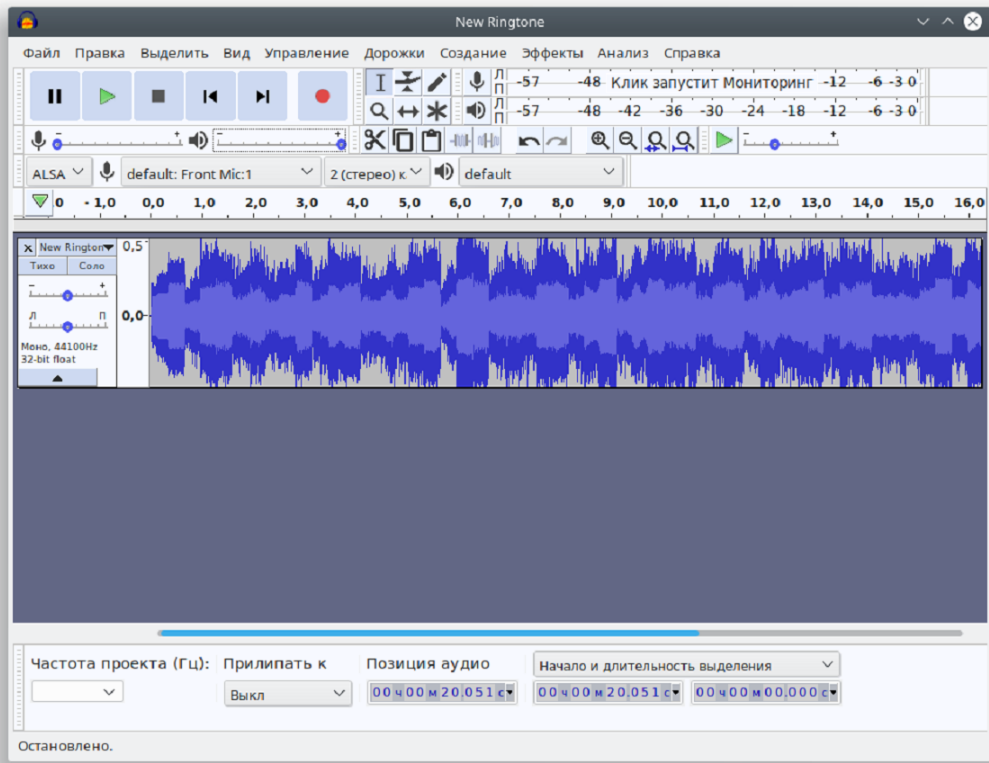 New Ringtone
Файл Правка Выделить Вид Управление Дорожки Создание Эффекты Анализ Справка
Л П -57 -48 Клик запустит Мониторинг -12 -6 -3 0
Л П -57 -48 -42 -36 -30 -24 -18 -12 -6 -3 0
- + - + - +
ALSA default: Front Mic:1 2 (стерео) к default
0 - 1,0 0,0 1,0 2,0 3,0 4,0 5,0 6,0 7,0 8,0 9,0 10,0 11,0 12,0 13,0 14,0 15,0 16,0
x New Rington 0,5
Тихо Соло
- +
Л П 0,0
Моно, 44100Hz
32-bit float
Частота проекта (Гц): Прилипать к Позиция аудио Начало и длительность выделения
Выкл 00 ч 00 м 20.051 с 00 ч 00 м 20.051 с 00 ч 00 м 00.000 с
Остановлено.